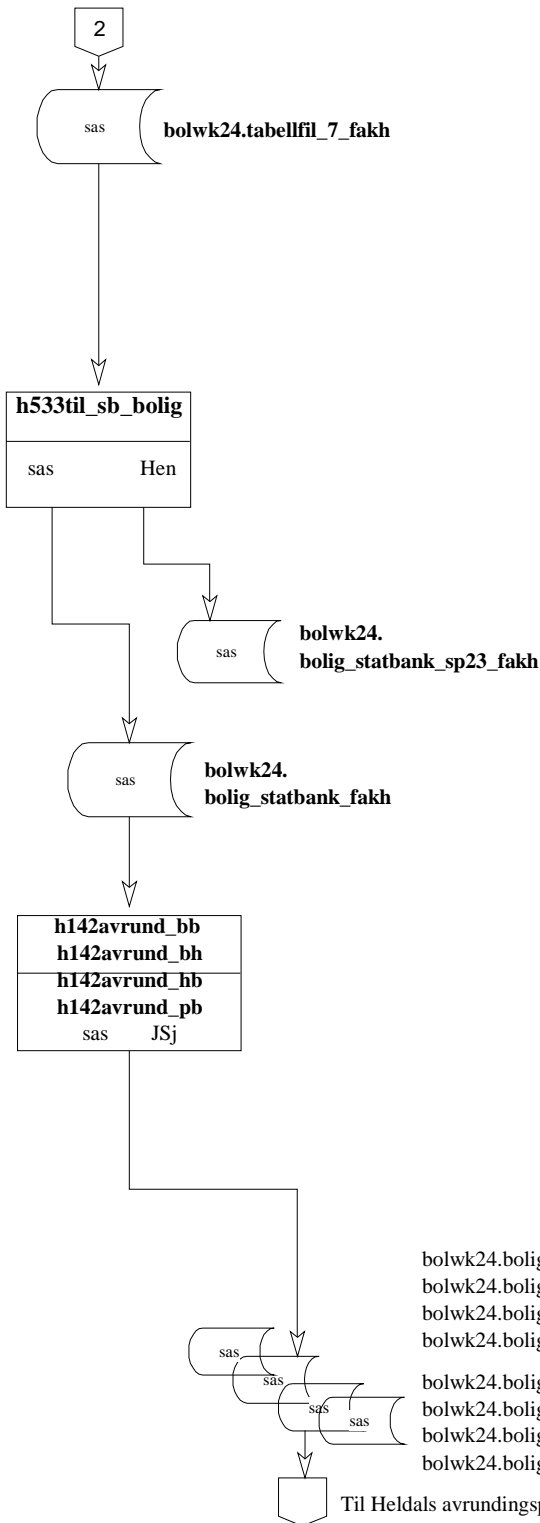 2
sas
bolwk24.tabellfil_7_fakh
h533til_sb_bolig
sas Hen
sas
bolwk24.
bolig_statbank_sp23_fakh
sas
bolwk24.
bolig_statbank_fakh
h142avrund_bb
h142avrund_bh
h142avrund_hb
h142avrund_pb
sas JSj
bolwk24.bolig
bolwk24.bolig
bolwk24.bolig
bolwk24.bolig
sas
sas
sas
sas
bolwk24.bolig
bolwk24.bolig
bolwk24.bolig
bolwk24.bolig
Til Heldals